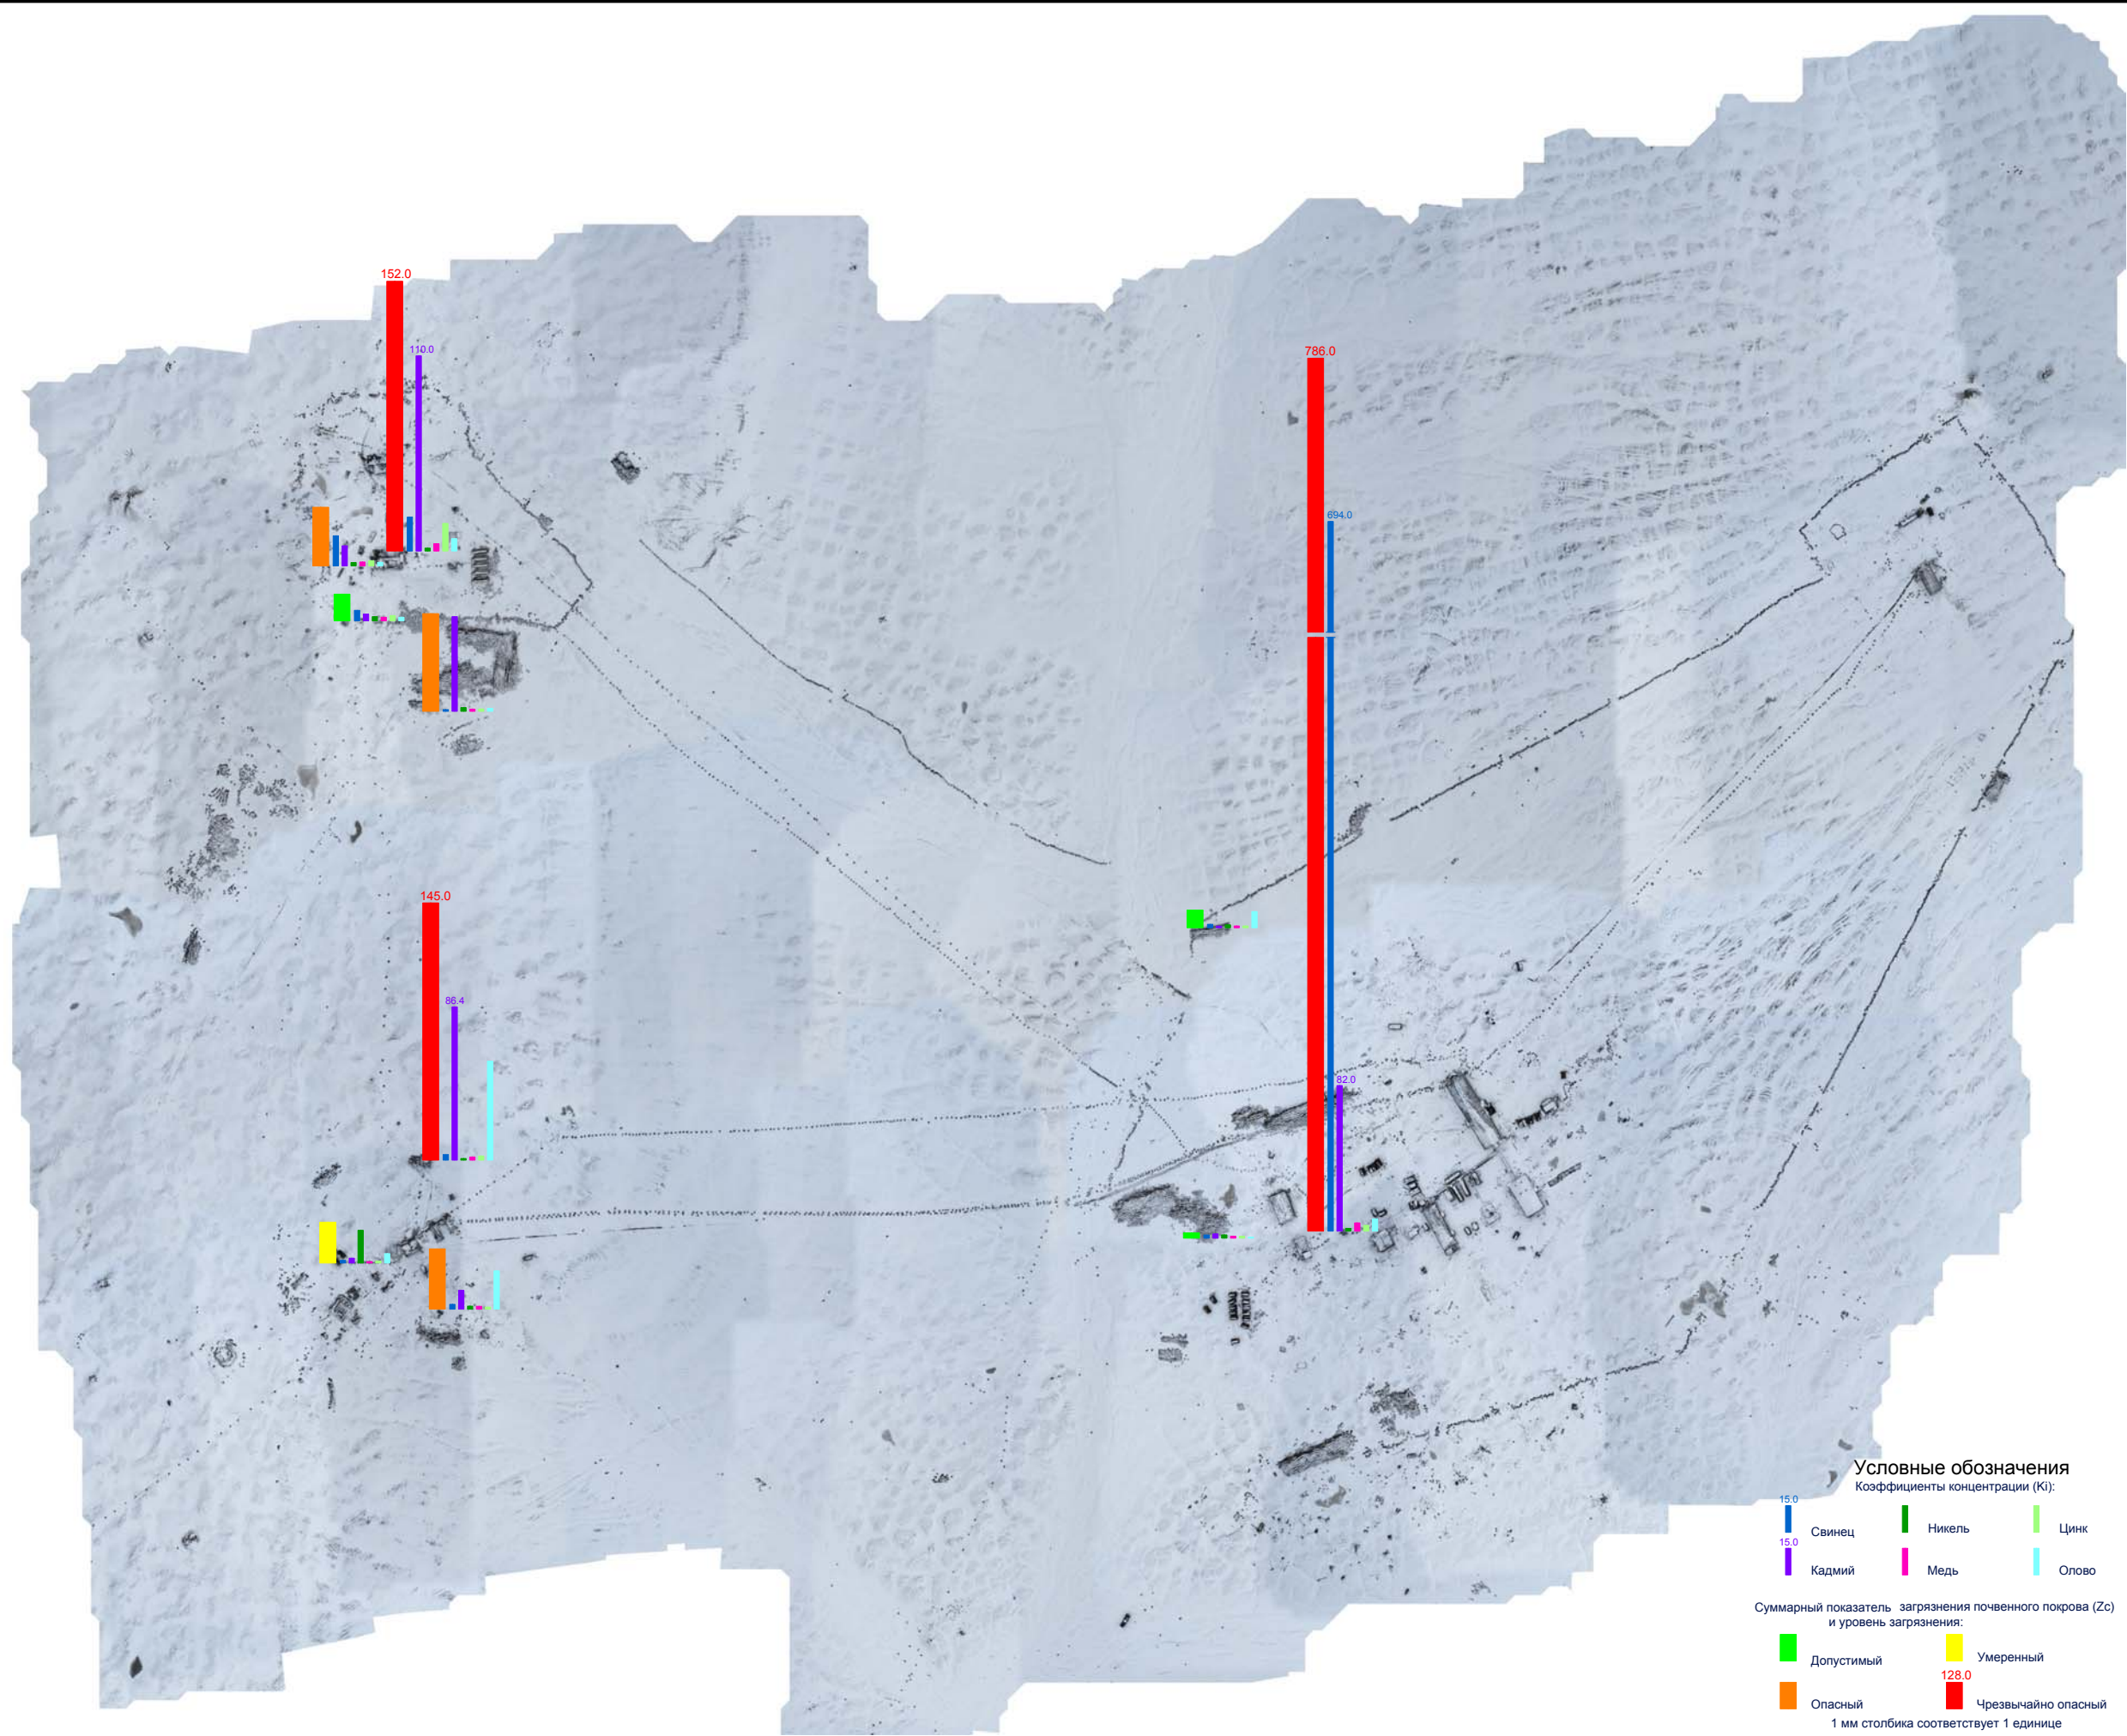 152.0
110.0
786.0
694.0
145.0
86.4
82.0
Условные обозначения
Коэффициенты концентрации (Ki):
15.0
Свинец Никель Цинк
15.0
Кадмий Медь Олово
Суммарный показатель загрязнения почвенного покрова (Zc)
и уровень загрязнения:
Допустимый Умеренный
128.0
Опасный Чрезвычайно опасный
1 мм столбика соответствует 1 единице